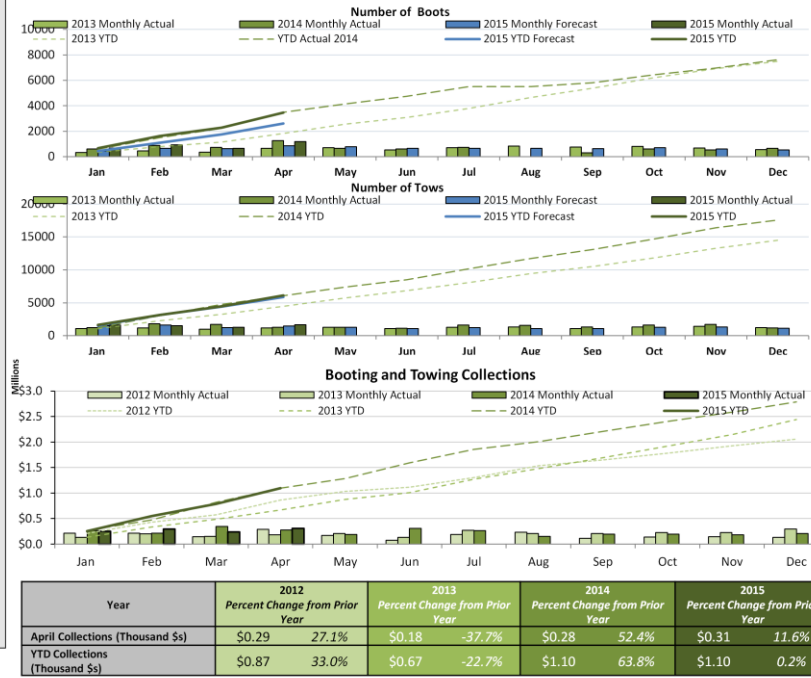 Number of Boots
10000
8000
6000
4000
2000
0
2013 Monthly Actual 2014 Monthly Actual 2015 Monthly Forecast 2015 Monthly Actual
2013 YTD YTD Actual 2014 2015 YTD Forecast 2015 YTD
Jan Feb Mar Apr May Jun Jul Aug Sep Oct Nov Dec
Number of Tows
20000
15000
10000
5000
0
2013 Monthly Actual 2014 Monthly Actual 2015 Monthly Forecast 2015 Monthly Actual
2013 YTD 2014 YTD 2015 YTD Forecast 2015 YTD
Jan Feb Mar Apr May Jun Jul Aug Sep Oct Nov Dec
Millions
Booting and Towing Collections
$3.0
$2.5
$2.0
$1.5
$1.0
$0.5
$0.0
2012 Monthly Actual 2013 Monthly Actual 2014 Monthly Actual 2015 Monthly Actual
2012 YTD 2013 YTD 2014 YTD 2015 YTD
Jan Feb Mar Apr May Jun Jul Aug Sep Oct Nov Dec
Year
2012
Percent Change from Prior
Year
2013
Percent Change from Prior
Year
2014
Percent Change from Prior
Year
2015
Percent Change from
Year
April Collections (Thousand $s) $0.29 27.1% $0.18 -37.7% $0.28 52.4% $0.31 11.6%
YTD Collections
(Thousand $s) $0.87 33.0% $0.67 -22.7% $1.10 63.8% $1.10 0.2%